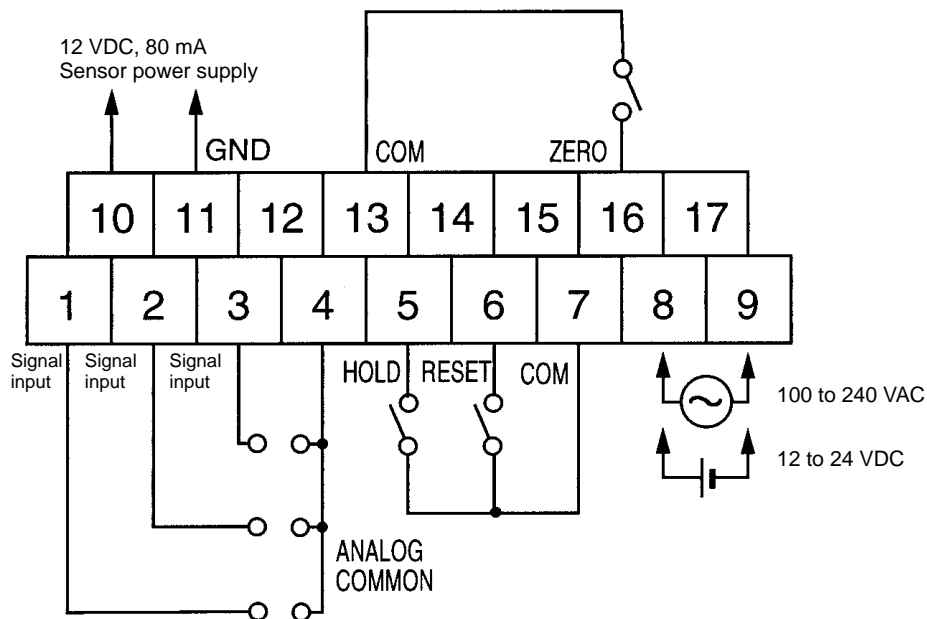 12 VDC, 80 mA
Sensor power supply
GND
COM
ZERO
10 11 12 13 14 15 16 17
1 2 3 4 5 6 7 8 9
Signal input
Signal input
Signal input
HOLD
RESET
COM
100 to 240 VAC
12 to 24 VDC
ANALOG
COMMON